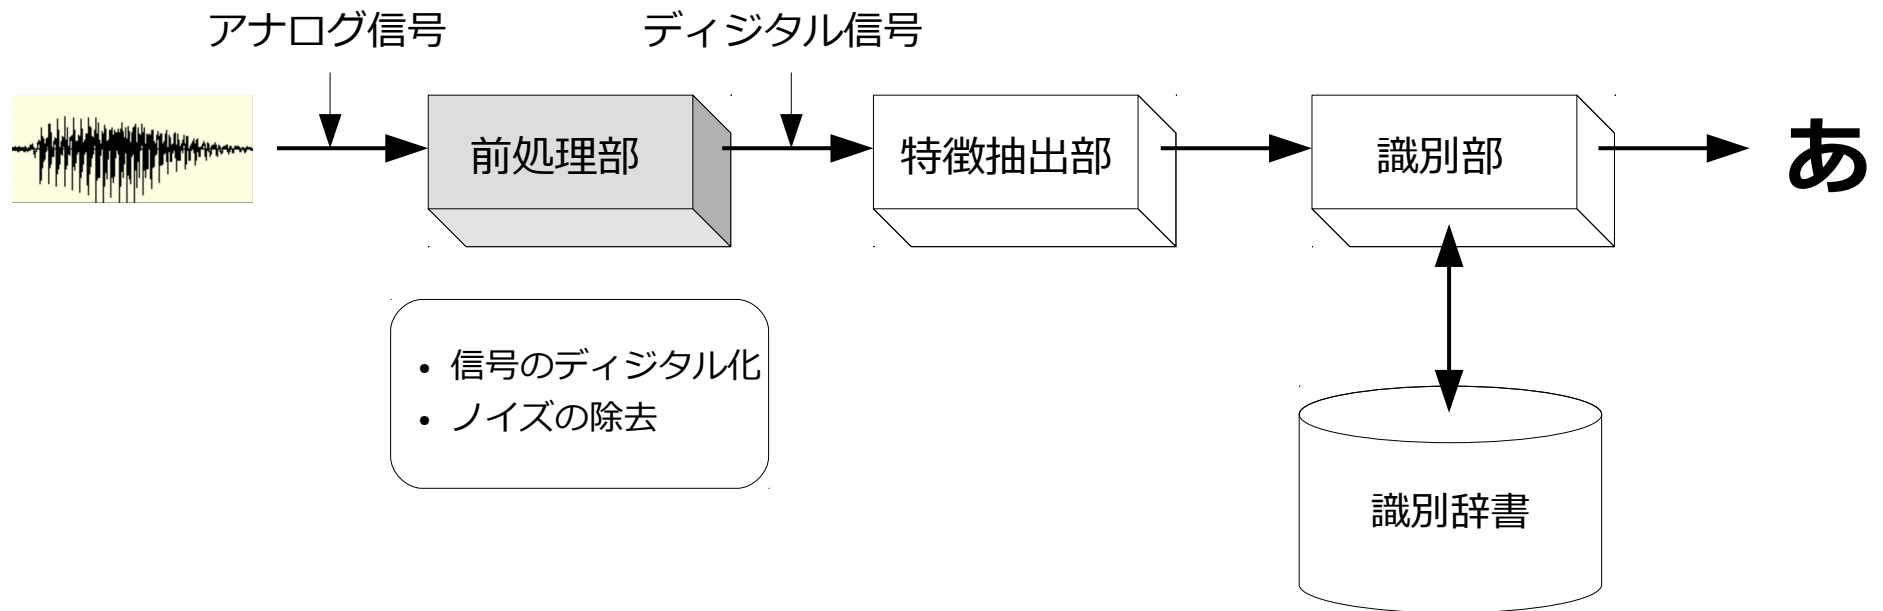 アナログ信号
ディジタル信号
前処理部
特徴抽出部
識別部
あ
• 信号のディジタル化
• ノイズの除去
識別辞書